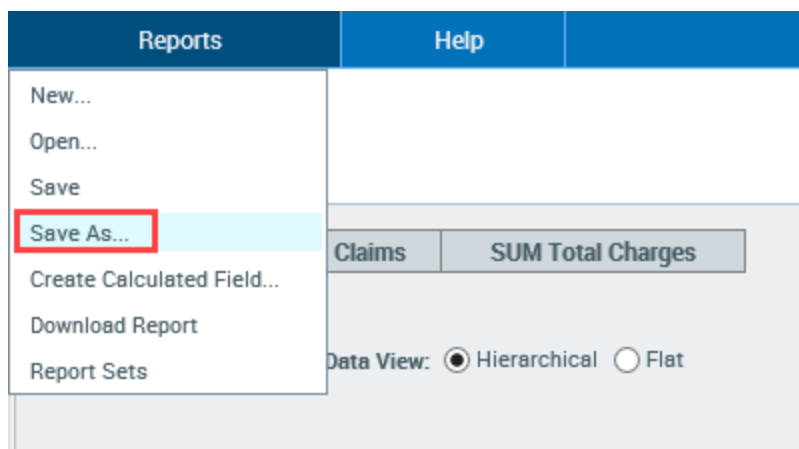 Reports Help
New...
Open...
Save
Save As...
Claims SUM Total Charges
Create Calculated Field...
Download Report
Data View: Hierarchical Flat
Report Sets